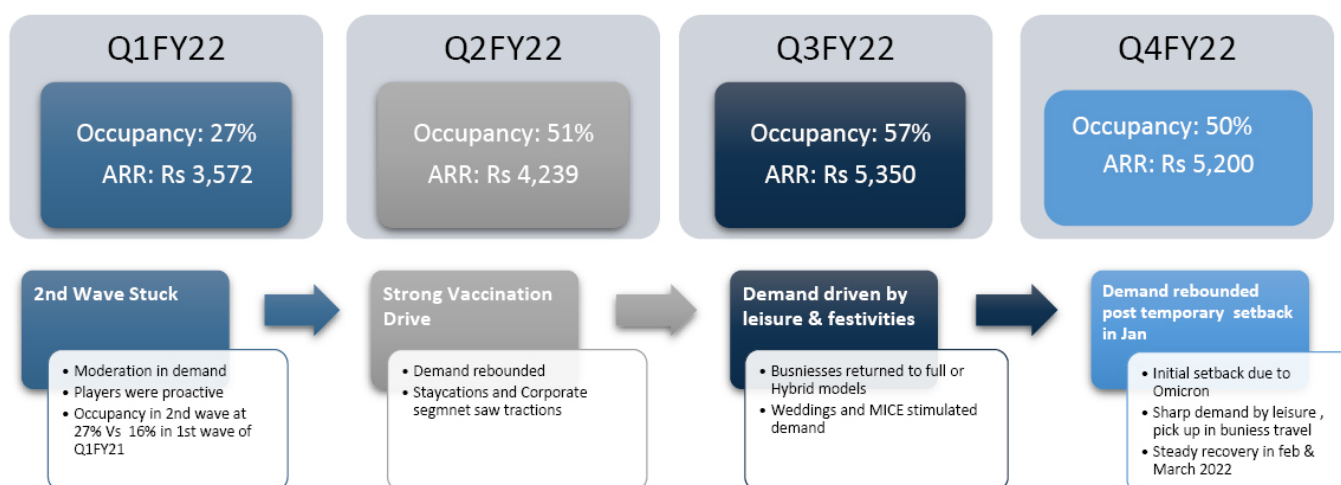 Q1FY22
Occupancy: 27%
ARR: Rs 3,572
Q2FY22
Occupancy: 51%
ARR: Rs 4,239
Q3FY22
Occupancy: 57%
ARR: Rs 5,350
Q4FY22
Occupancy: 50%
ARR: Rs 5,200
2nd Wave Stuck
• Moderation in demand
• Players were proactive
• Occupancy in 2nd wave at
27% Vs 16% in 1st wave of
Q1FY21
Strong Vaccination
Drive
• Demand rebounded
• Staycations and Corporate
segmnet saw tractions
Demand driven by
leisure & festivities
• Busniesses returned to full or
Hybrid models
• Weddings and MICE stimulated
demand
Demand rebounded
post temporary setback
in Jan
• Initial setback due to
Omicron
• Sharp demand by leisure ,
pick up in buniess travel
• Steady recovery in feb &
March 2022